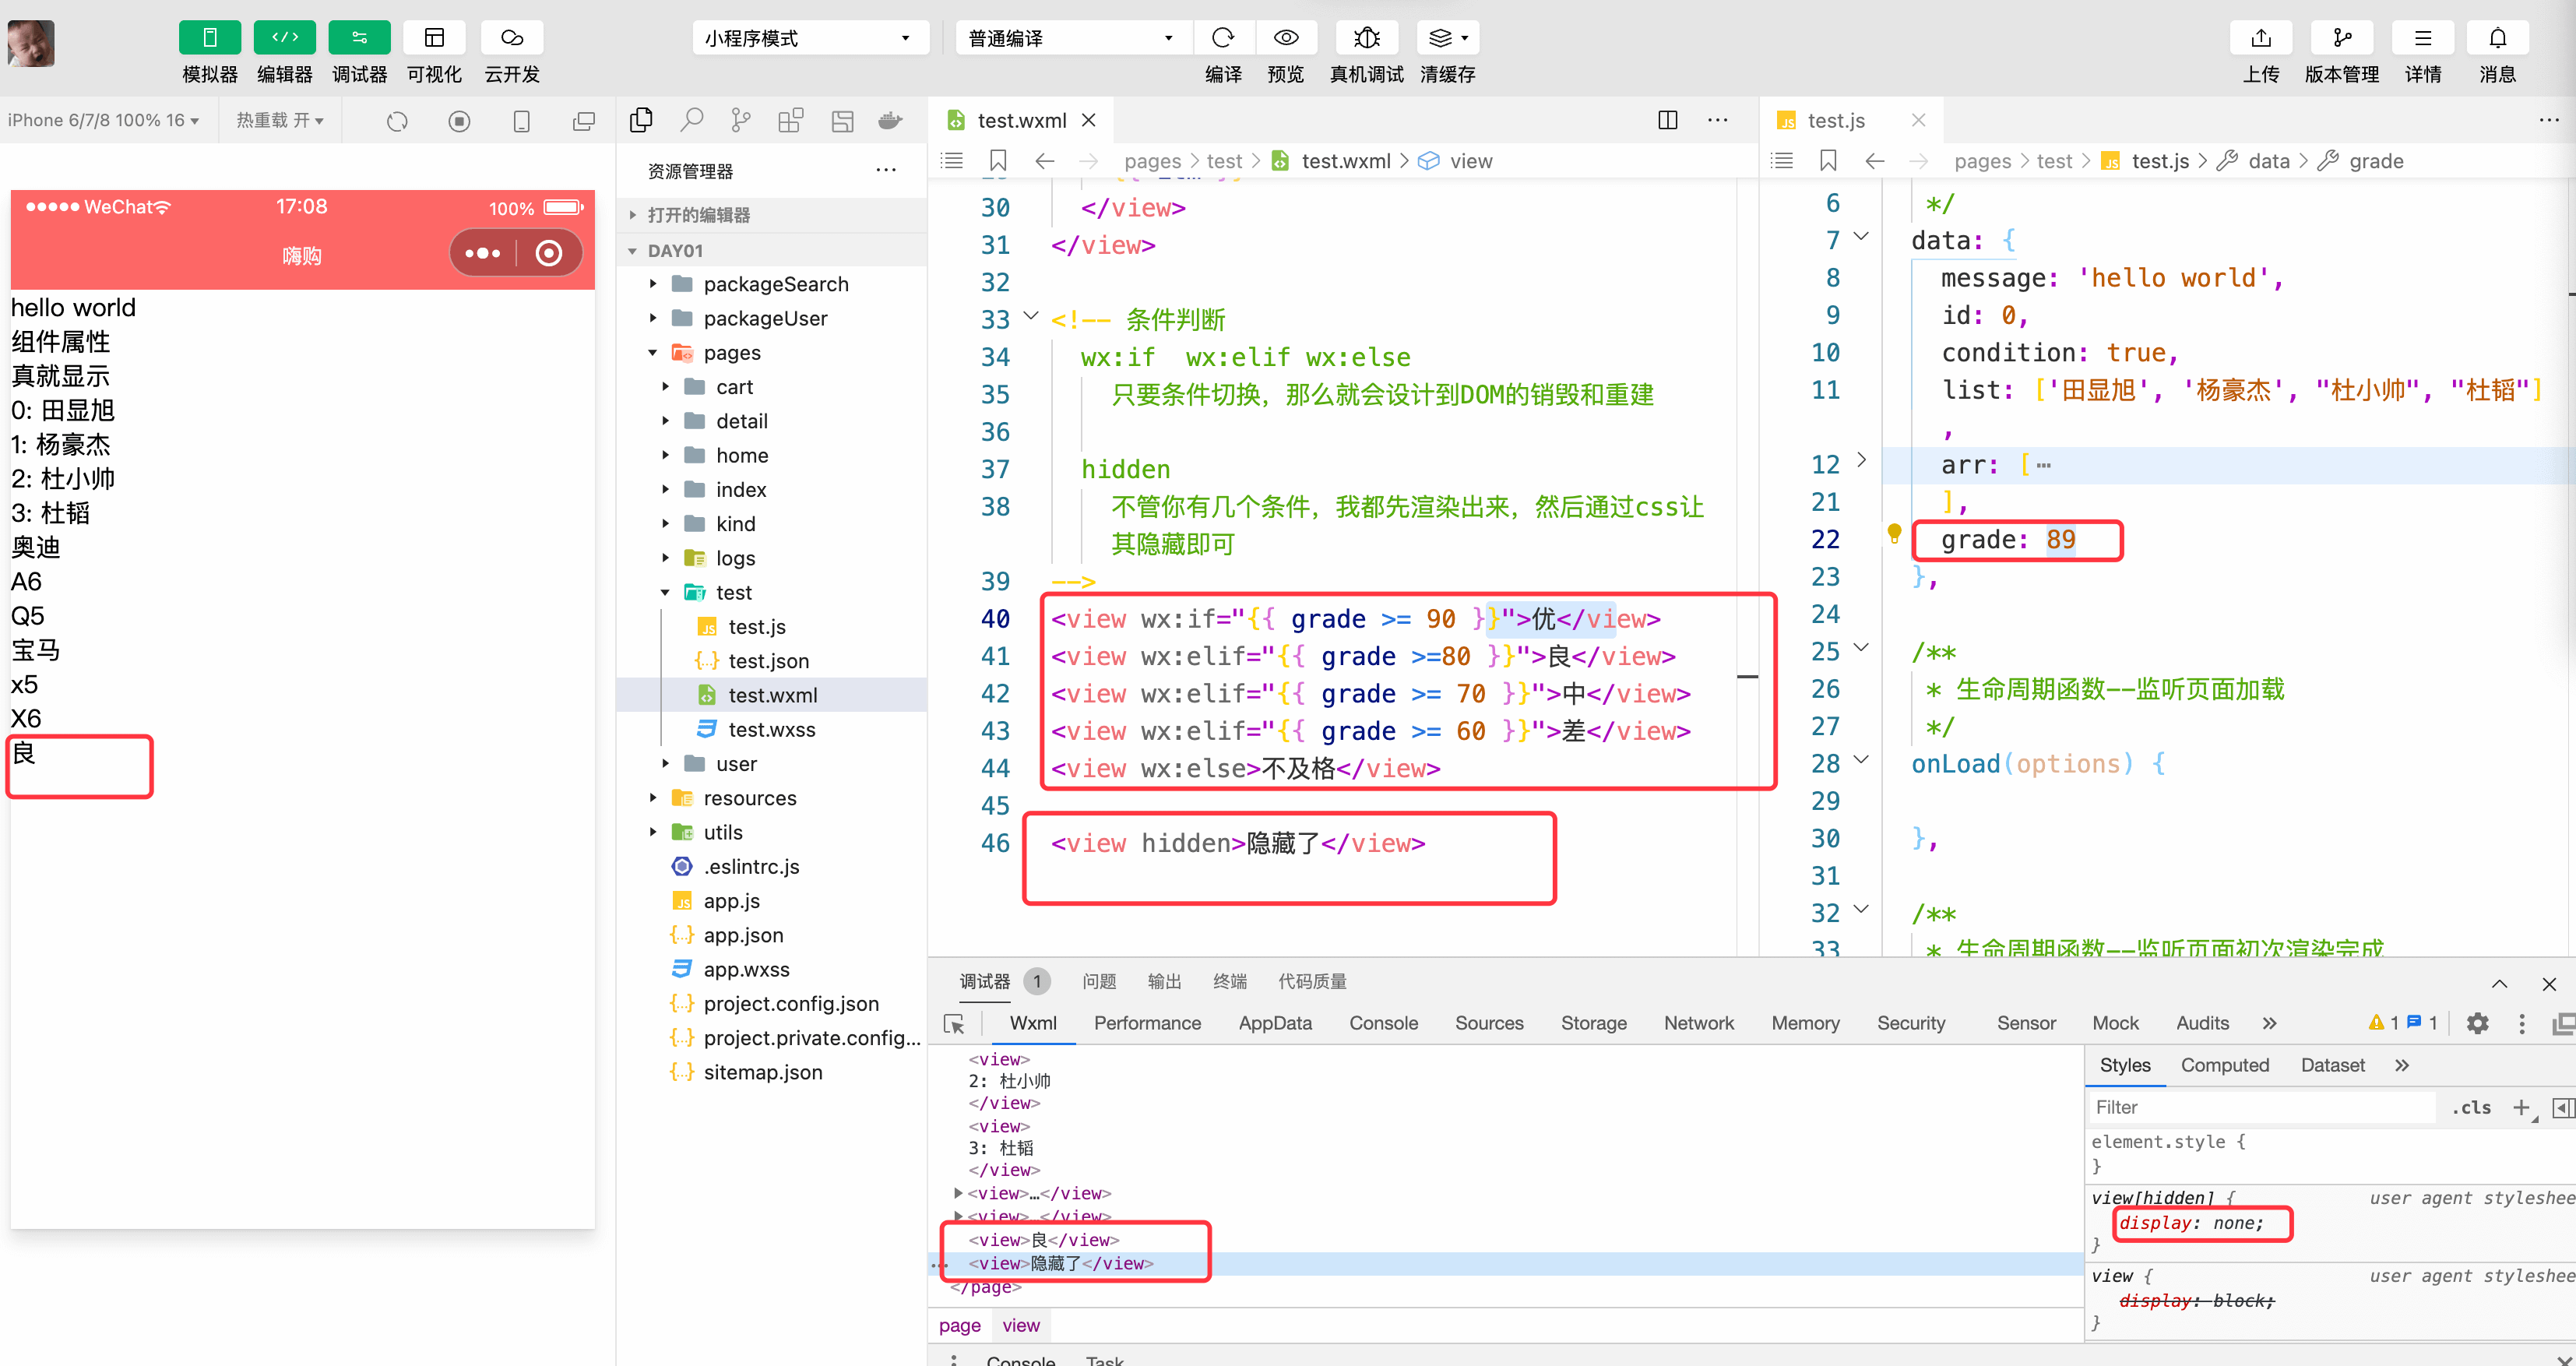 小程序模式
普通编译
模拟器 编辑器 调试器 可视化 云开发
编译 预览 真机调试 清缓存
上传 版本管理 详情 消息
iPhone 6/7/8 100% 16
热重载 开
WeChat
17:08
100%
嗨购
hello world
组件属性
真就显示
0: 田显旭
1: 杨豪杰
2: 杜小帅
3: 杜韬
奥迪
A6
Q5
宝马
x5
X6
良
资源管理器
打开的编辑器
DAY01
packageSearch
packageUser
pages
cart
detail
home
index
kind
logs
test
test.js
test.json
test.wxml
test.wxss
user
resources
utils
.eslintrc.js
app.js
app.json
app.wxss
project.config.json
project.private.config...
sitemap.json
test.wxml
pages > test > test.wxml > view
30 </view>
31 </view>
32
33 <!-- 条件判断
34 wx:if  wx:elif wx:else
35 只要条件切换，那么就会设计到DOM的销毁和重建
36
37 hidden
38 不管你有几个条件，我都先渲染出来，然后通过css让
其隐藏即可
39 -->
40 <view wx:if="{{ grade >= 90 }}">优</view>
41 <view wx:elif="{{ grade >=80 }}">良</view>
42 <view wx:elif="{{ grade >= 70 }}">中</view>
43 <view wx:elif="{{ grade >= 60 }}">差</view>
44 <view wx:else>不及格</view>
45
46 <view hidden>隐藏了</view>
test.js
pages > test > test.js > data > grade
6 */
7 data: {
8 message: 'hello world',
9 id: 0,
10 condition: true,
11 list: ['田显旭', '杨豪杰', "杜小帅", "杜韬"]
,
12 arr: [⋯
21 ],
22 grade: 89
23 },
24
25 /**
26 * 生命周期函数--监听页面加载
27 */
28 onLoad(options) {
29
30 },
31
32 /**
33 * 生命周期函数--监听页面初次渲染完成
调试器 1 问题 输出 终端 代码质量
Wxml Performance AppData Console Sources Storage Network Memory Security Sensor Mock Audits » 1 1
<view>
2: 杜小帅
</view>
<view>
3: 杜韬
</view>
<view>…</view>
<view>…</view>
<view>良</view>
<view>隐藏了</view>
</page>
page view
Console Task
Styles Computed Dataset »
Filter .cls +
element.style {
}
view[hidden] { user agent styleshee
display: none;
}
view { user agent styleshee
display: block;
}